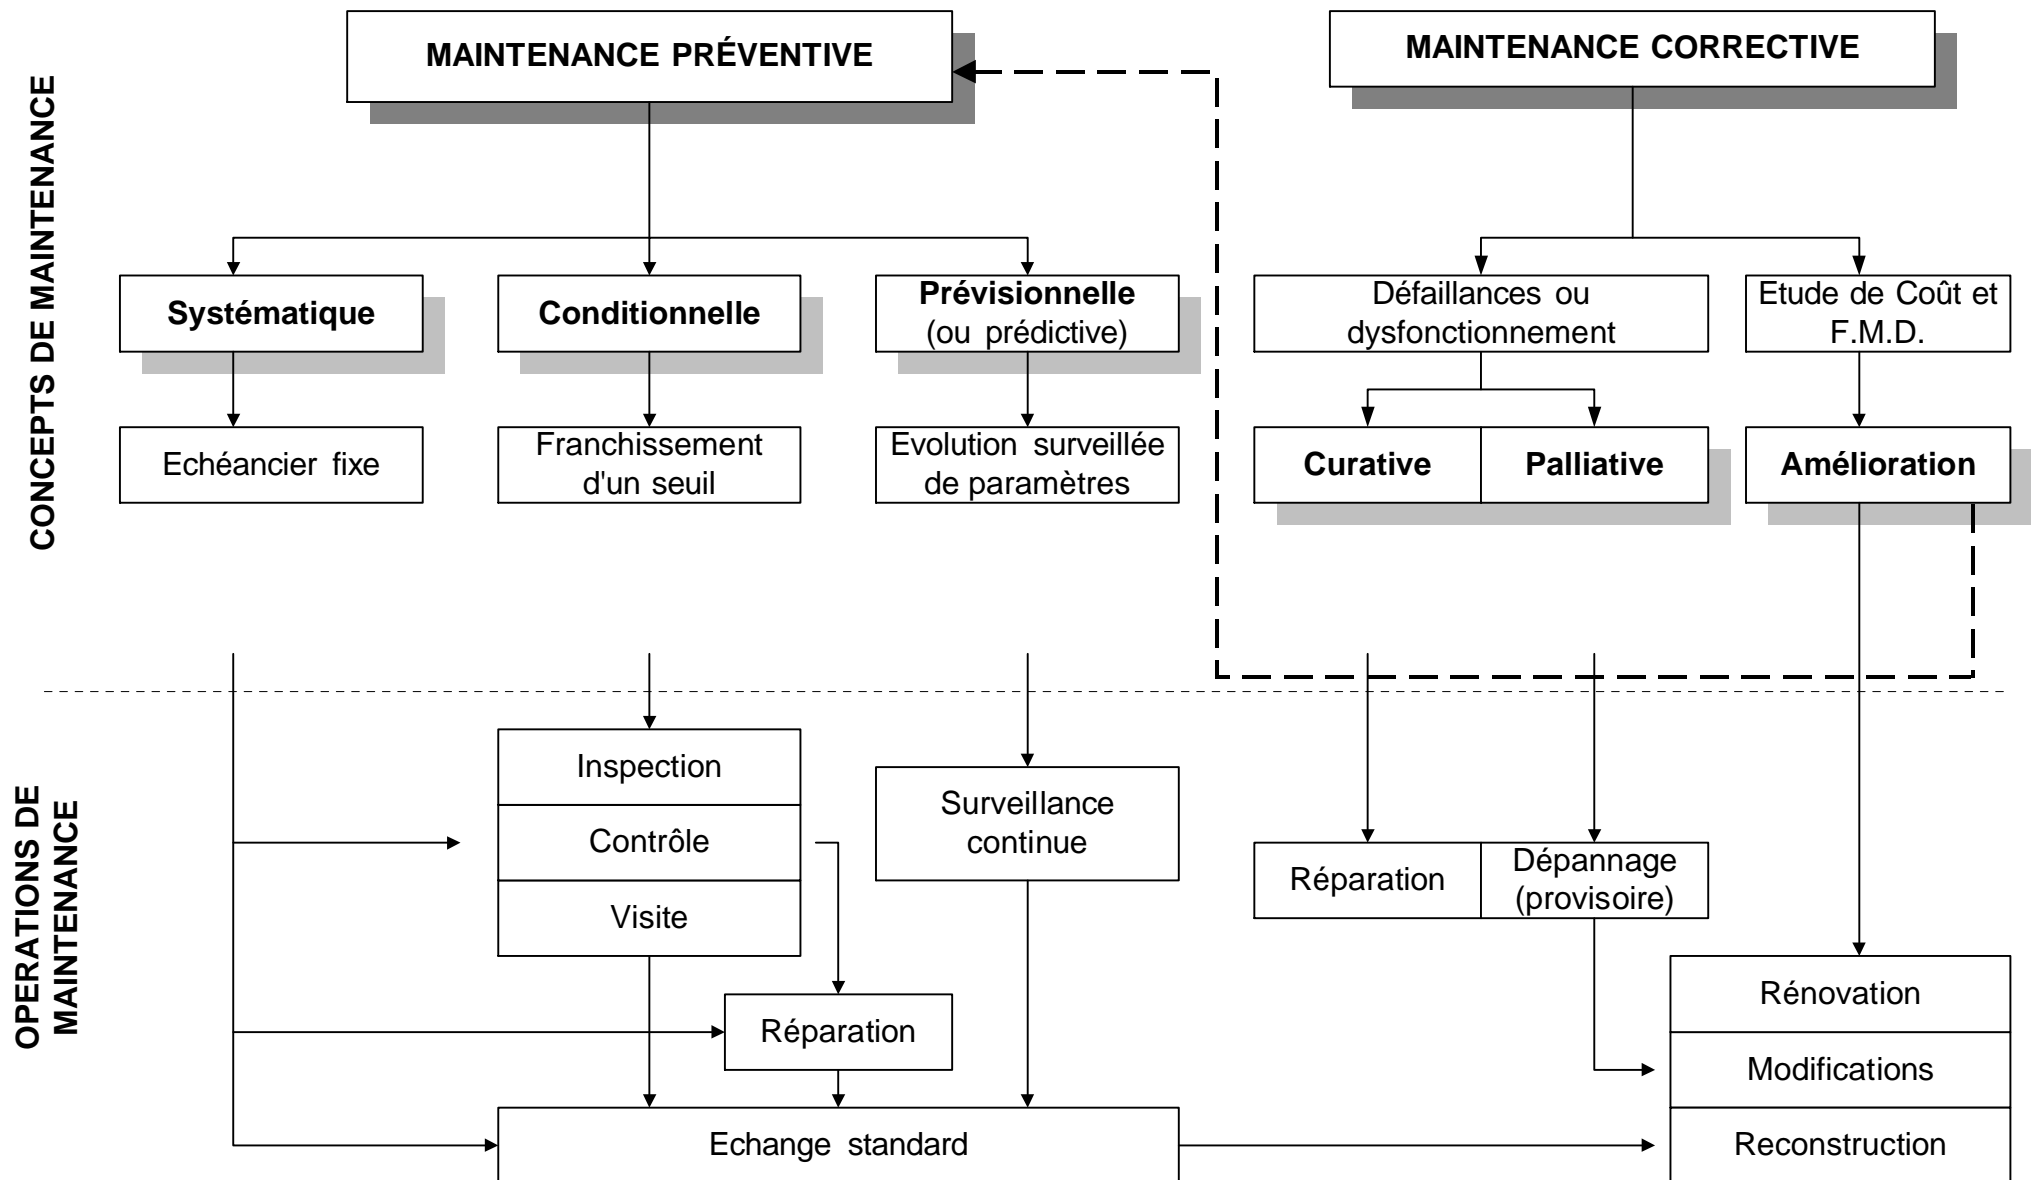 CONCEPTS DE MAINTENANCE
MAINTENANCE PRÉVENTIVE
MAINTENANCE CORRECTIVE
Systématique
Conditionnelle
Prévisionnelle
(ou prédictive)
Défaillances ou
dysfonctionnement
Etude de Coût et
F.M.D.
Echéancier fixe
Franchissement
d'un seuil
Evolution surveillée
de paramètres
Curative
Palliative
Amélioration
OPERATIONS DE
MAINTENANCE
Inspection
Contrôle
Visite
Surveillance
continue
Réparation
Dépannage
(provisoire)
Réparation
Rénovation
Modifications
Reconstruction
Echange standard